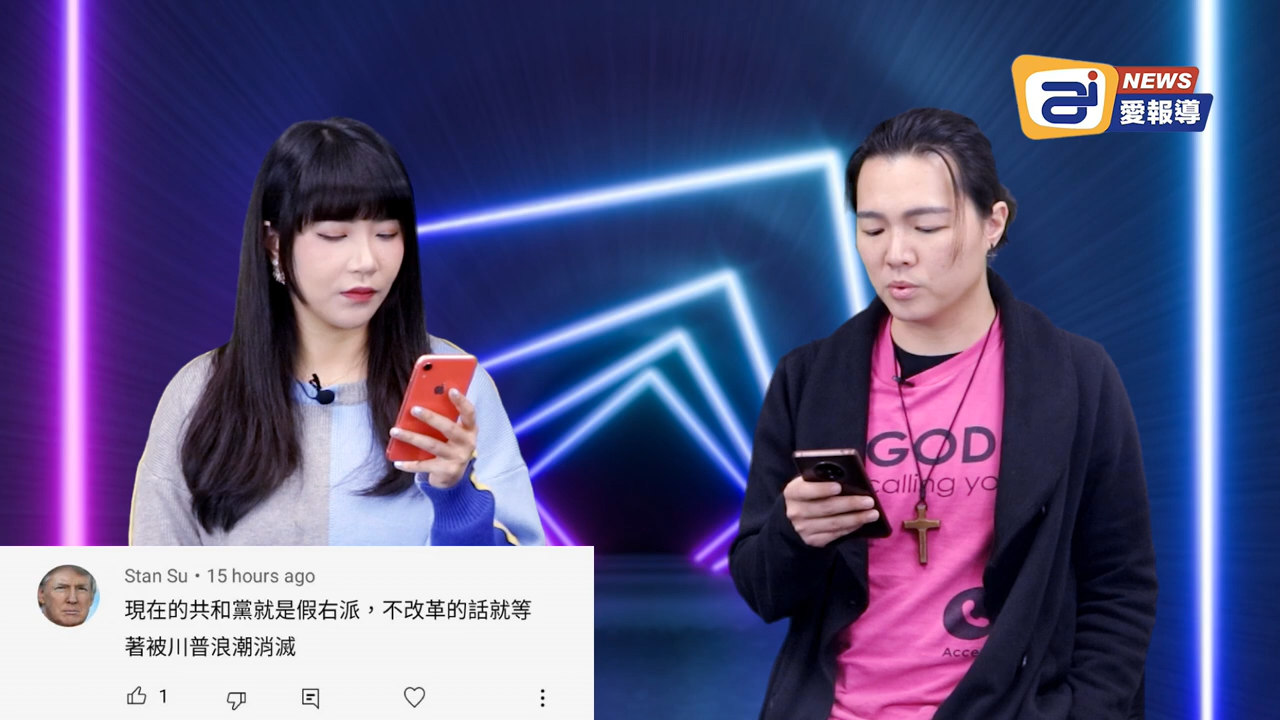 NEWS
愛報導
GOD
calling yo
Acce
Stan Su • 15 hours ago
現在的共和黨就是假右派，不改革的話就等
著被川普浪潮消滅
1